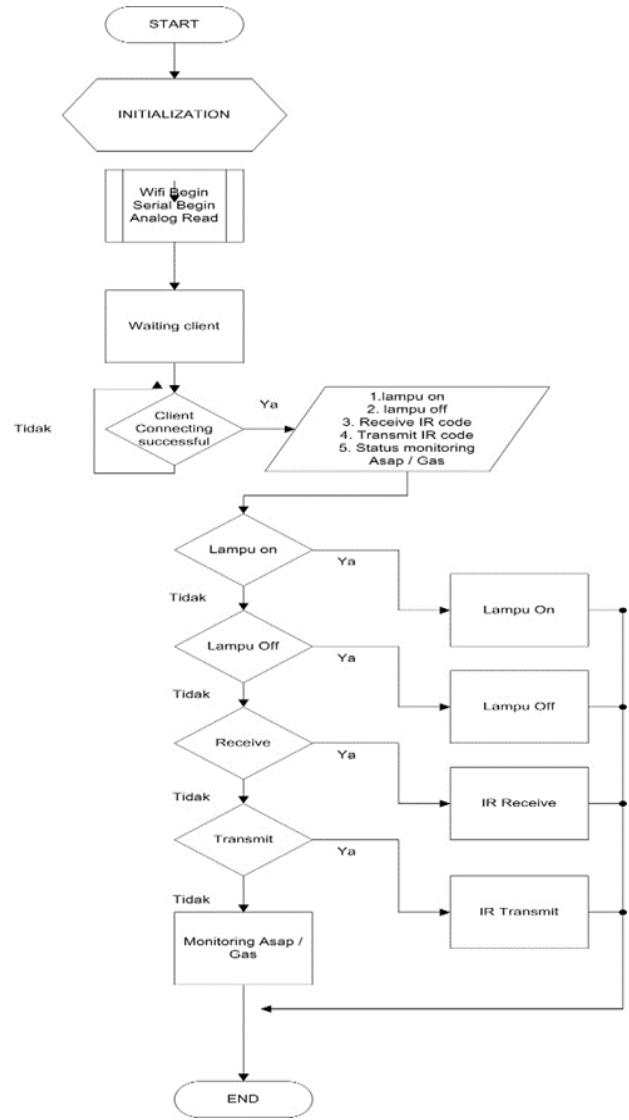 START
INITIALIZATION
Wifi Begin
Serial Begin
Analog Read
Waiting client
Client
Connecting
successful
Tidak
Ya
1.lampu on
2. lampu off
3. Receive IR code
4. Transmit IR code
5. Status monitoring
Asap / Gas
Lampu on
Ya
Lampu On
Tidak
Lampu Off
Ya
Lampu Off
Tidak
Receive
Ya
IR Receive
Tidak
Transmit
Ya
IR Transmit
Tidak
Monitoring Asap /
Gas
END